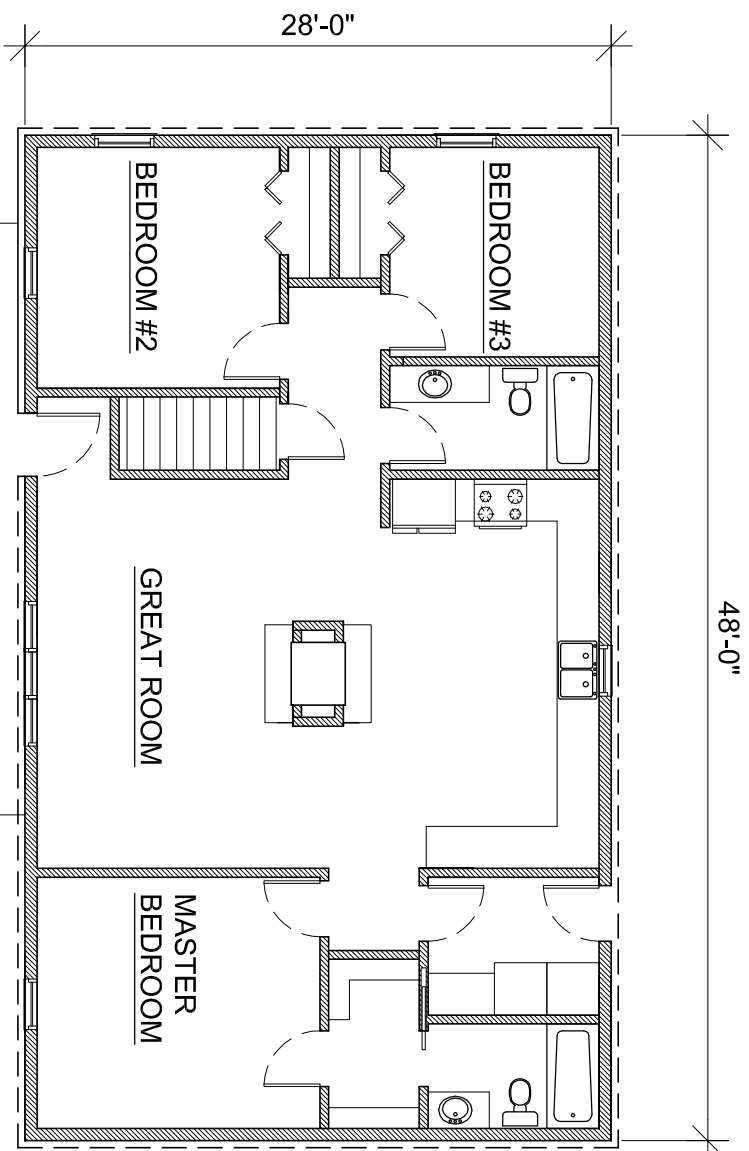 28'-0"
48'-0"
BEDROOM #3
BEDROOM #2
GREAT ROOM
MASTER
BEDROOM